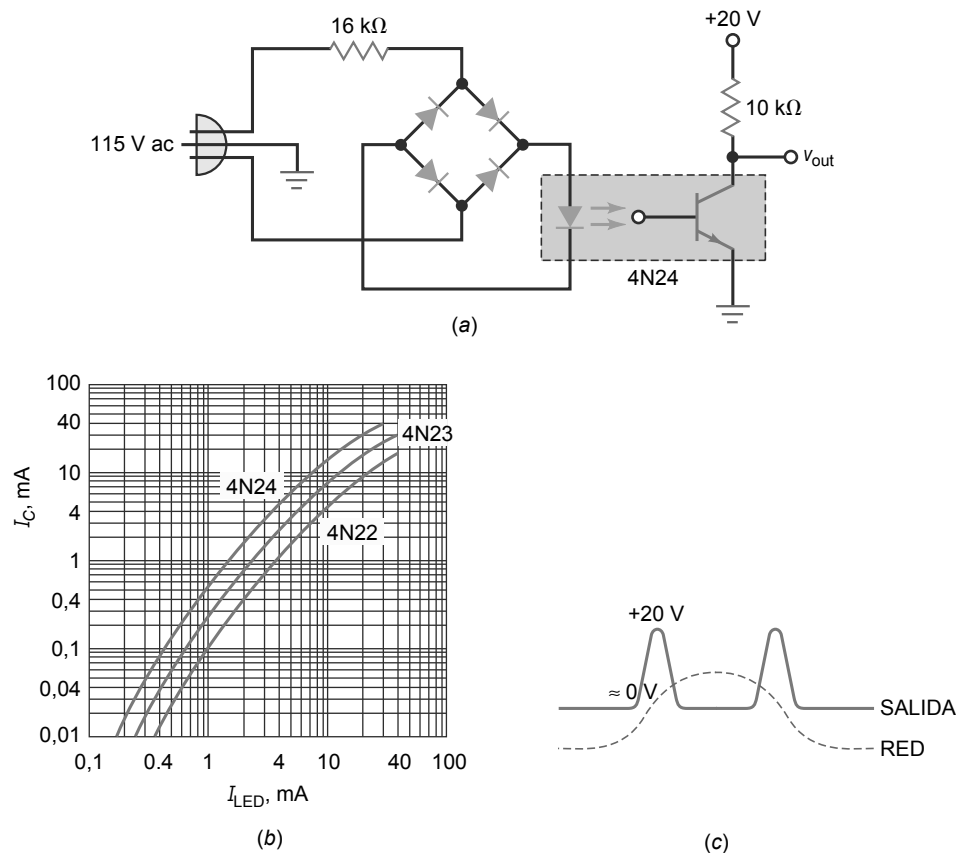 16 kΩ
+20 V
10 kΩ
115 V ac
v_out
4N24
(a)
100
40
10
4
1
0,4
0,1
0,04
0,01
I_C, mA
4N23
4N24
4N22
0,1
0.4
1
4
10
40
100
I_LED, mA
(b)
+20 V
≈ 0 V
SALIDA
RED
(c)